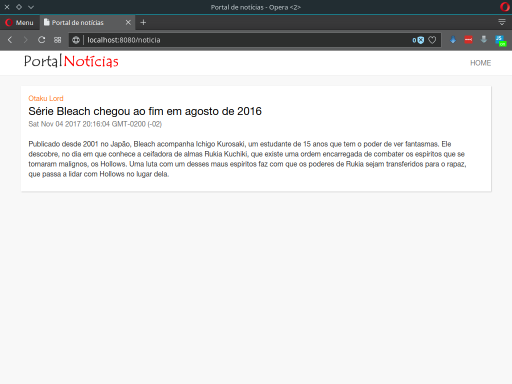 Portal de notícias - Opera <2>
Menu
Portal de notícias
localhost:8080/noticia
0
PortalNotícias
HOME
Otaku Lord
Série Bleach chegou ao fim em agosto de 2016
Sat Nov 04 2017 20:16:04 GMT-0200 (-02)
Publicado desde 2001 no Japão, Bleach acompanha Ichigo Kurosaki, um estudante de 15 anos que tem o poder de ver fantasmas. Ele
descobre, no dia em que conhece a ceifadora de almas Rukia Kuchiki, que existe uma ordem encarregada de combater os espíritos que se
tornaram malignos, os Hollows. Uma luta com um desses maus espíritos faz com que os poderes de Rukia sejam transferidos para o rapaz,
que passa a lidar com Hollows no lugar dela.